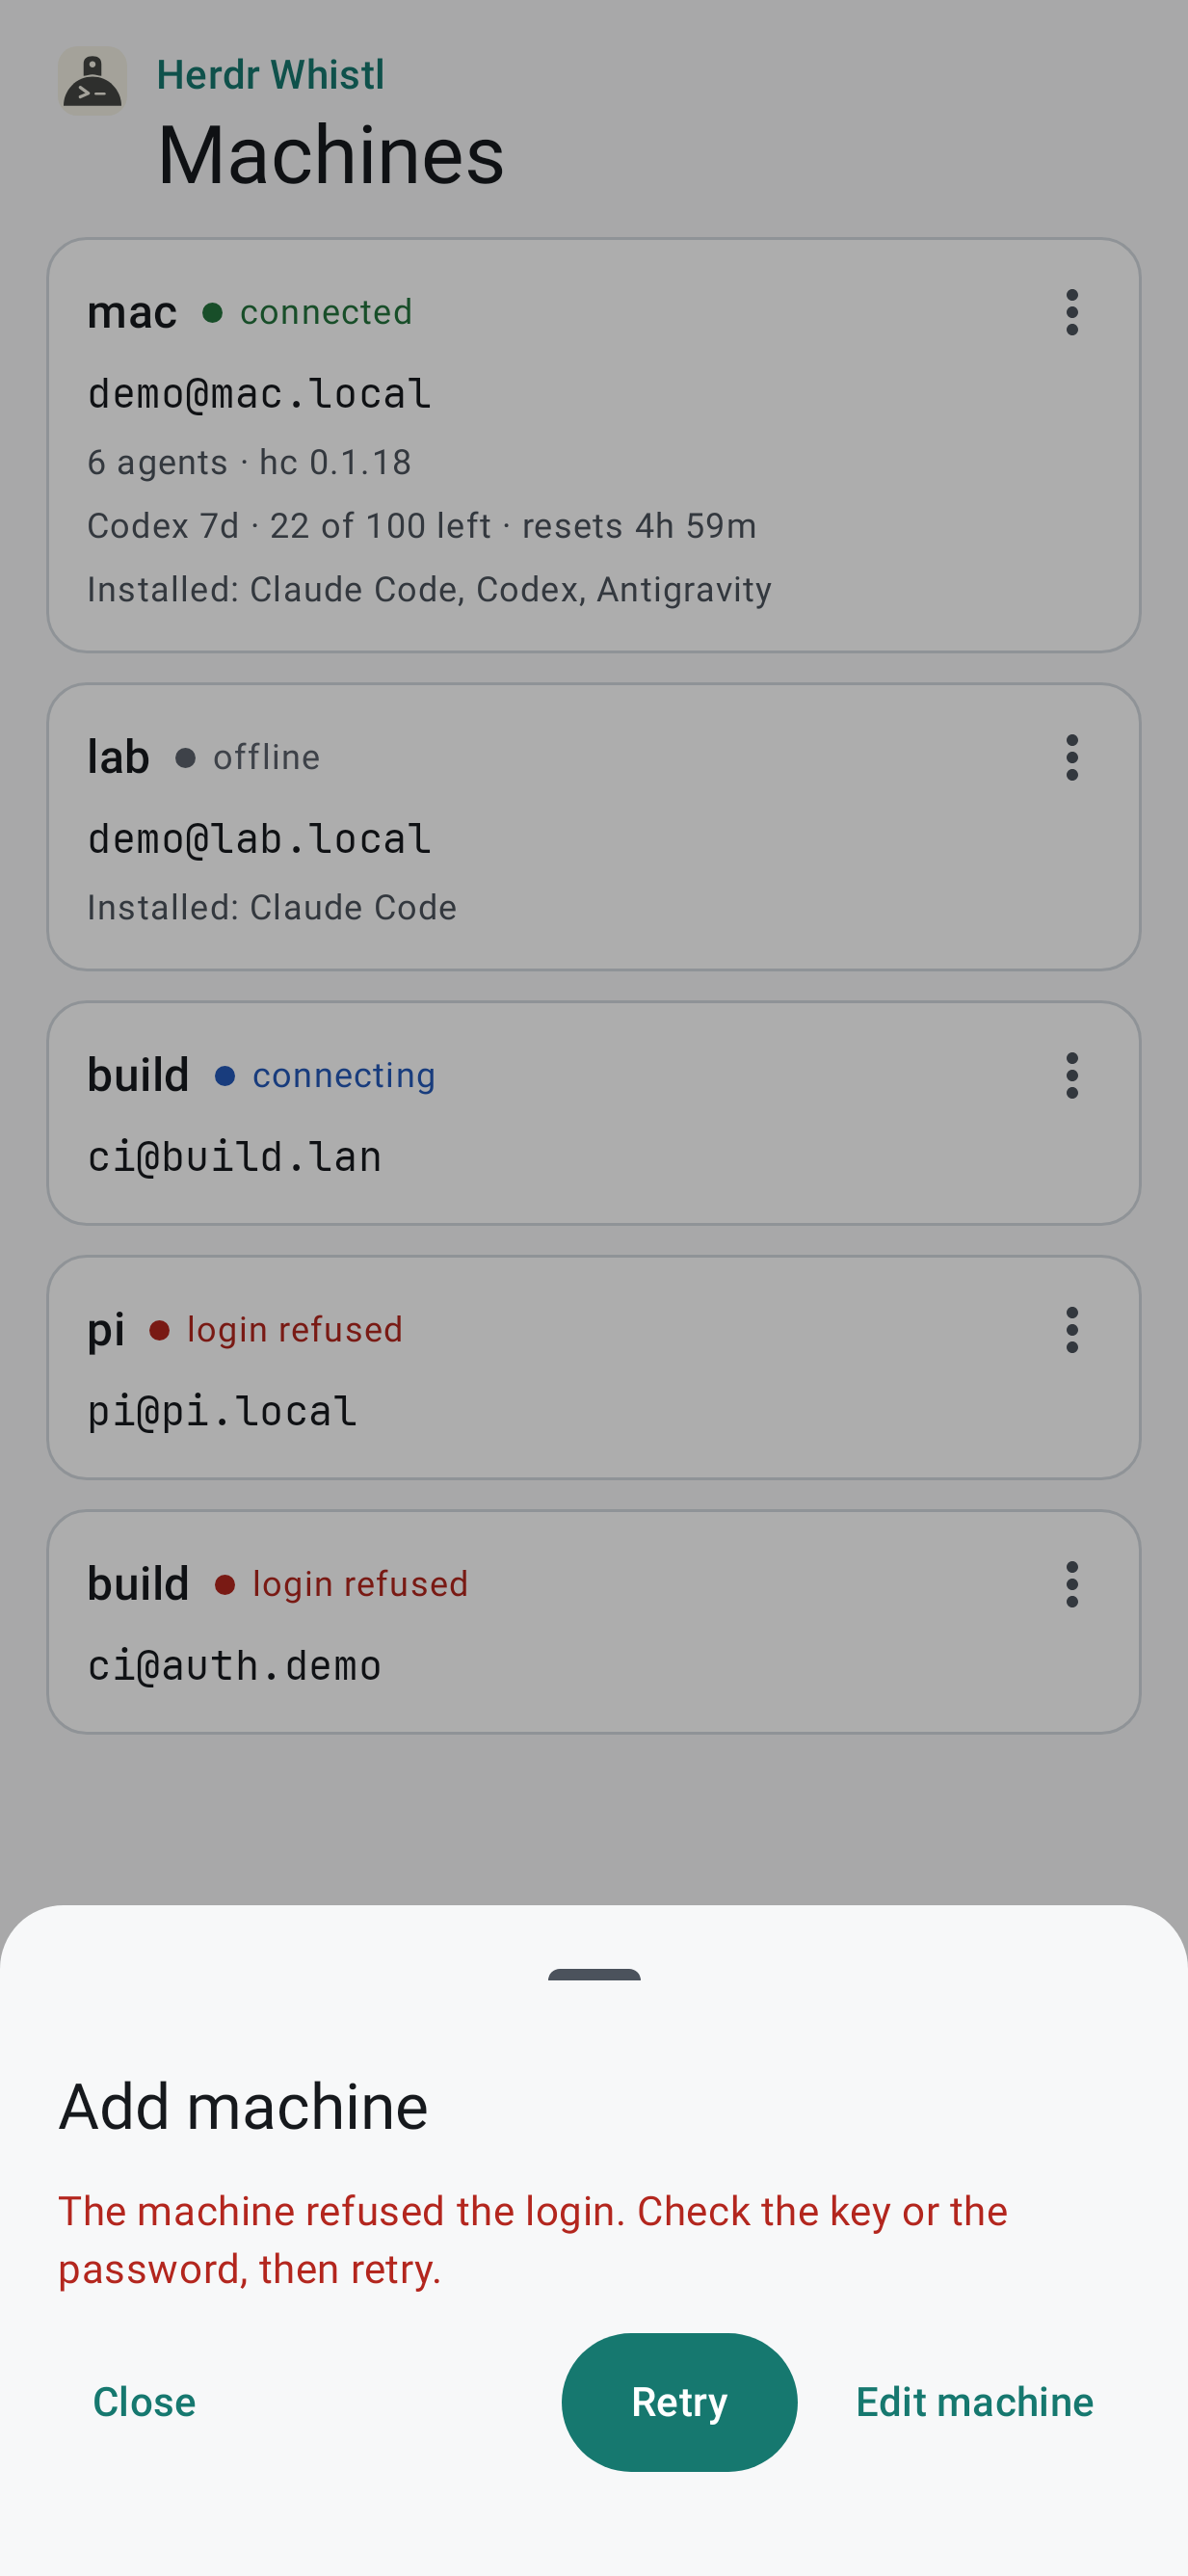 Herdr Whistl
Machines
mac connected
demo@mac.local
6 agents · hc 0.1.18
Codex 7d · 22 of 100 left · resets 4h 59m
Installed: Claude Code, Codex, Antigravity
lab offline
demo@lab.local
Installed: Claude Code
build connecting
ci@build.lan
pi login refused
pi@pi.local
build login refused
ci@auth.demo
Add machine
The machine refused the login. Check the key or the
password, then retry.
Close Retry Edit machine